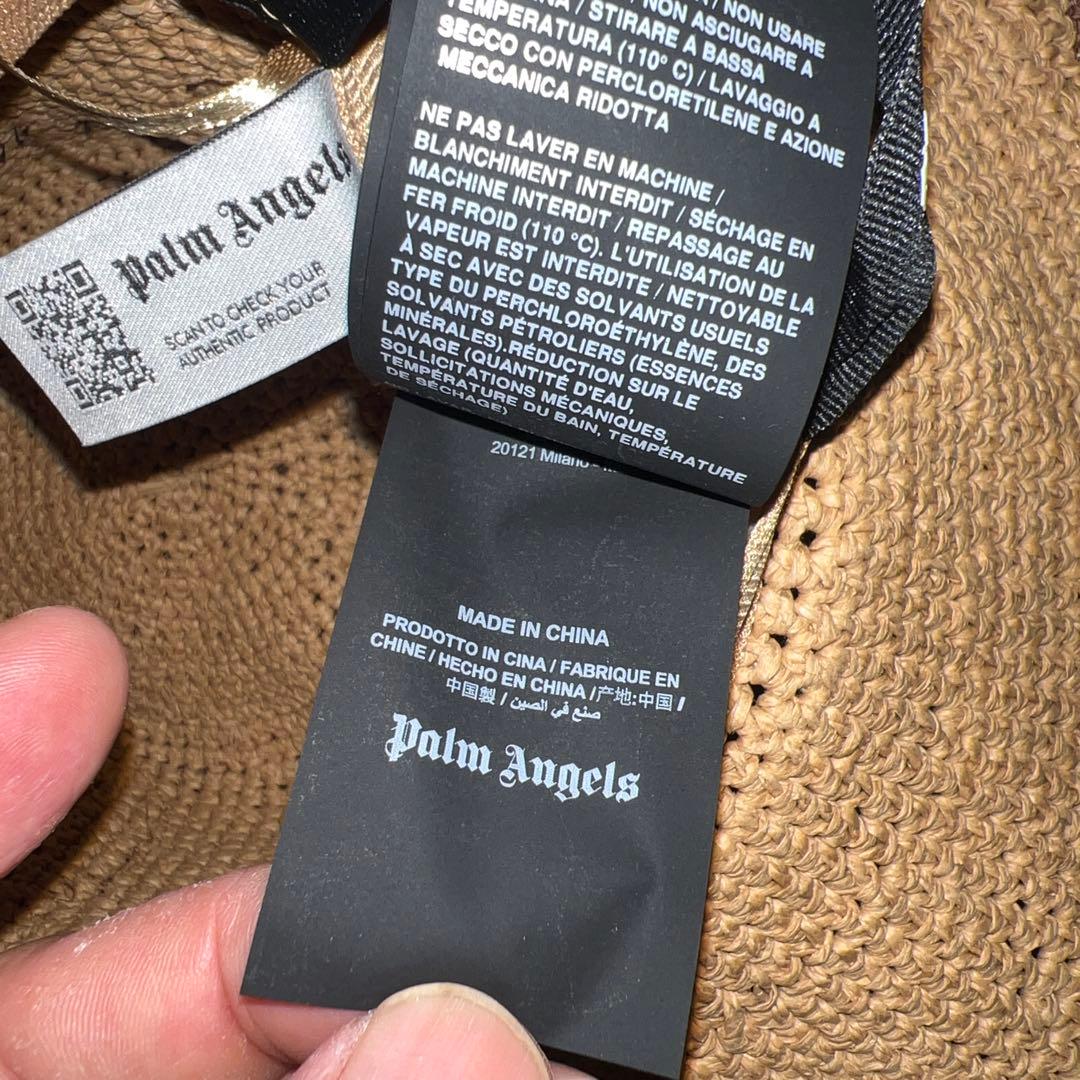 Palm Angels
SCAN TO CHECK YOUR
AUTHENTIC PRODUCT
/ NON USARE
/ NON ASCIUGARE A
/ STIRARE A BASSA
TEMPERATURA (110° C) / LAVAGGIO A
SECCO CON PERCLORETILENE E AZIONE
MECCANICA RIDOTTA
NE PAS LAVER EN MACHINE /
BLANCHIMENT INTERDIT / SÉCHAGE EN
MACHINE INTERDIT / REPASSAGE AU
FER FROID (110 °C). L'UTILISATION DE LA
VAPEUR EST INTERDITE / NETTOYABLE
À SEC AVEC DES SOLVANTS USUELS
TYPE DU PERCHLOROÉTHYLÈNE, DES
SOLVANTS PÉTROLIERS (ESSENCES
MINÉRALES).RÉDUCTION SUR LE
LAVAGE (QUANTITÉ D'EAU,
SOLLICITATIONS MÉCANIQUES,
TEMPÉRATURE DU BAIN, TEMPÉRATURE
DE SÉCHAGE)
20121 Milano -
MADE IN CHINA
PRODOTTO IN CINA / FABRIQUE EN
CHINE / HECHO EN CHINA /产地:中国 /
中国製 / صنع في الصين
Palm Angels